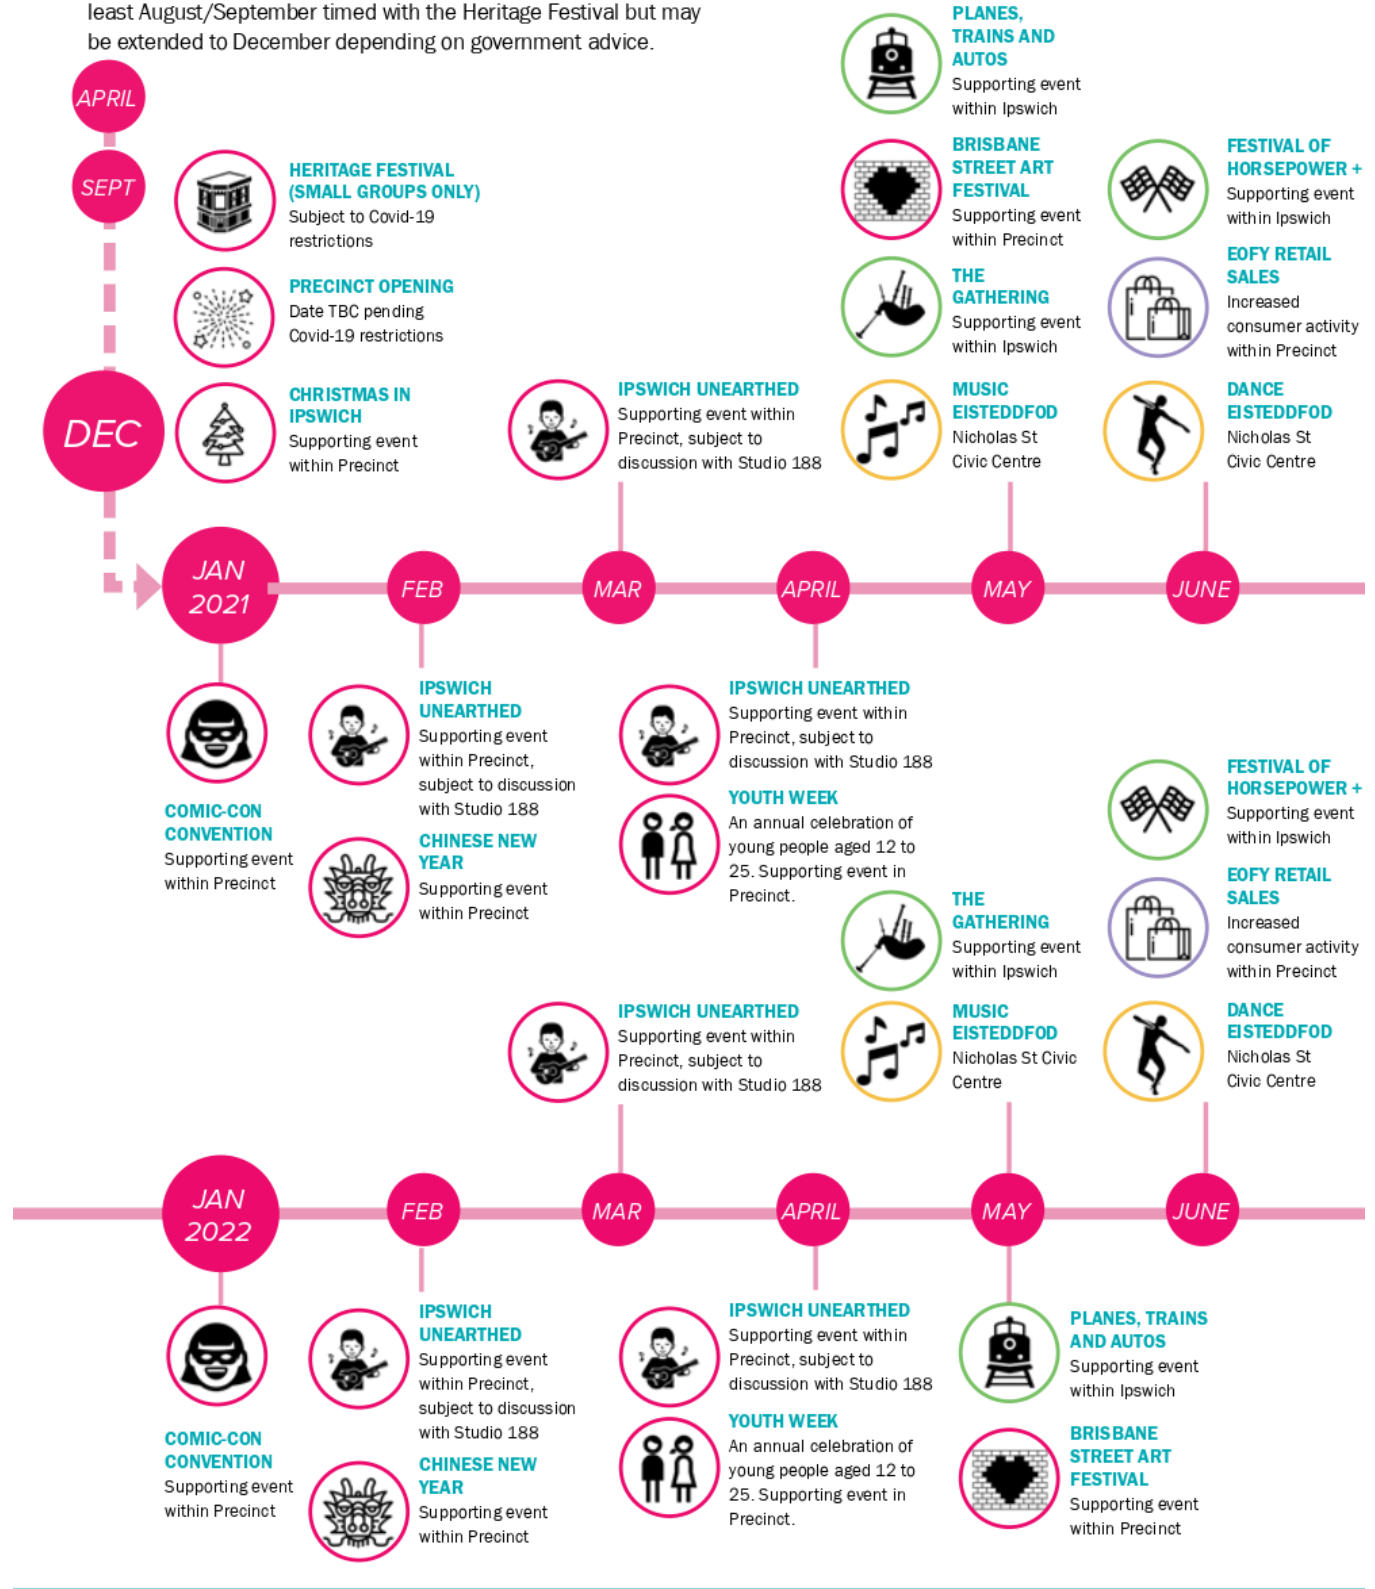 least August/September timed with the Heritage Festival but may
be extended to December depending on government advice.
APRIL
SEPT
HERITAGE FESTIVAL
(SMALL GROUPS ONLY)
Subject to Covid-19
restrictions
PRECINCT OPENING
Date TBC pending
Covid-19 restrictions
DEC
CHRISTMAS IN
IPSWICH
Supporting event
within Precinct
IPSWICH UNEARTHED
Supporting event within
Precinct, subject to
discussion with Studio 188
PLANES,
TRAINS AND
AUTOS
Supporting event
within Ipswich
BRISBANE
STREET ART
FESTIVAL
Supporting event
within Precinct
THE
GATHERING
Supporting event
within Ipswich
MUSIC
EISTEDDFOD
Nicholas St
Civic Centre
FESTIVAL OF
HORSEPOWER +
Supporting event
within Ipswich
EOFY RETAIL
SALES
Increased
consumer activity
within Precinct
DANCE
EISTEDDFOD
Nicholas St
Civic Centre
JAN
2021
FEB
MAR
APRIL
MAY
JUNE
COMIC-CON
CONVENTION
Supporting event
within Precinct
IPSWICH
UNEARTHED
Supporting event
within Precinct,
subject to discussion
with Studio 188
CHINESE NEW
YEAR
Supporting event
within Precinct
IPSWICH UNEARTHED
Supporting event within
Precinct, subject to
discussion with Studio 188
YOUTH WEEK
An annual celebration of
young people aged 12 to
25. Supporting event in
Precinct.
IPSWICH UNEARTHED
Supporting event within
Precinct, subject to
discussion with Studio 188
THE
GATHERING
Supporting event
within Ipswich
MUSIC
EISTEDDFOD
Nicholas St Civic
Centre
FESTIVAL OF
HORSEPOWER +
Supporting event
within Ipswich
EOFY RETAIL
SALES
Increased
consumer activity
within Precinct
DANCE
EISTEDDFOD
Nicholas St
Civic Centre
JAN
2022
FEB
MAR
APRIL
MAY
JUNE
COMIC-CON
CONVENTION
Supporting event
within Precinct
IPSWICH
UNEARTHED
Supporting event
within Precinct,
subject to discussion
with Studio 188
CHINESE NEW
YEAR
Supporting event
within Precinct
IPSWICH UNEARTHED
Supporting event within
Precinct, subject to
discussion with Studio 188
YOUTH WEEK
An annual celebration of
young people aged 12 to
25. Supporting event in
Precinct.
PLANES, TRAINS
AND AUTOS
Supporting event
within Ipswich
BRISBANE
STREET ART
FESTIVAL
Supporting event
within Precinct